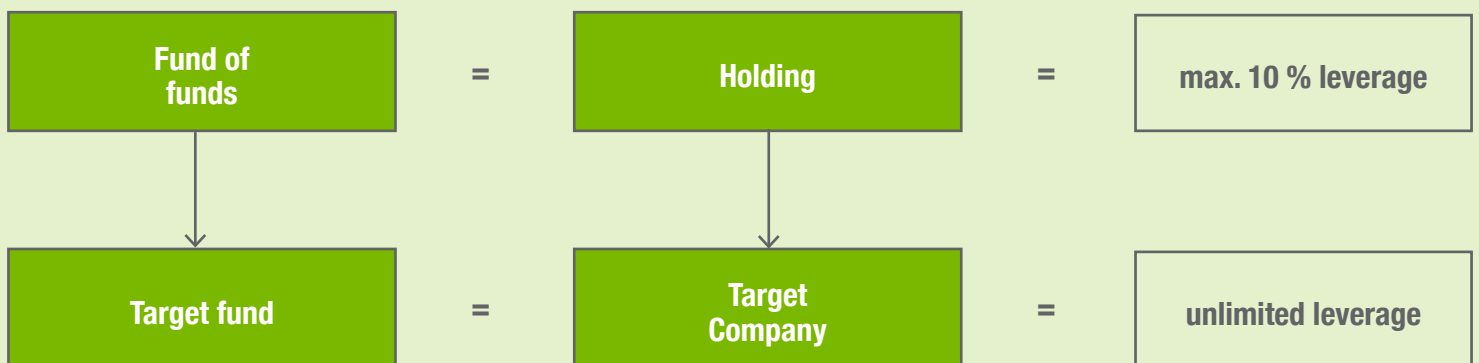 Fund of
funds
=
Holding
=
max. 10 % leverage
Target fund
=
Target
Company
=
unlimited leverage